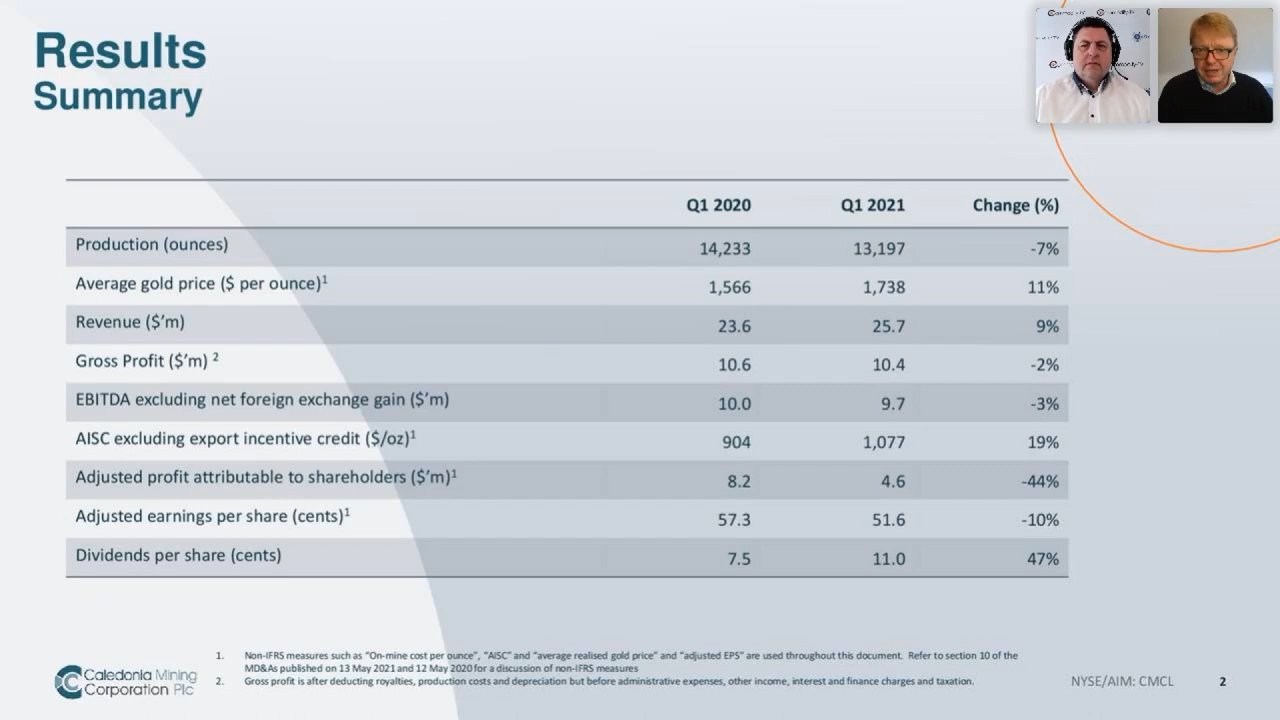 Results
Summary
Q1 2020 Q1 2021 Change (%)
Production (ounces) 14,233 13,197 -7%
Average gold price ($ per ounce)1 1,566 1,738 11%
Revenue ($'m) 23.6 25.7 9%
Gross Profit ($'m) 2 10.6 10.4 -2%
EBITDA excluding net foreign exchange gain ($'m) 10.0 9.7 -3%
AISC excluding export incentive credit ($/oz)1 904 1,077 19%
Adjusted profit attributable to shareholders ($'m)1 8.2 4.6 -44%
Adjusted earnings per share (cents)1 57.3 51.6 -10%
Dividends per share (cents) 7.5 11.0 47%
1. Non-IFRS measures such as "On-mine cost per ounce", "AISC" and "average realised gold price" and "adjusted EPS" are used throughout this document. Refer to section 10 of the
MD&As published on 13 May 2021 and 12 May 2020 for a discussion of non-IFRS measures
2. Gross profit is after deducting royalties, production costs and depreciation but before administrative expenses, other income, interest and finance charges and taxation.
Caledonia Mining
Corporation Plc
NYSE/AIM: CMCL 2